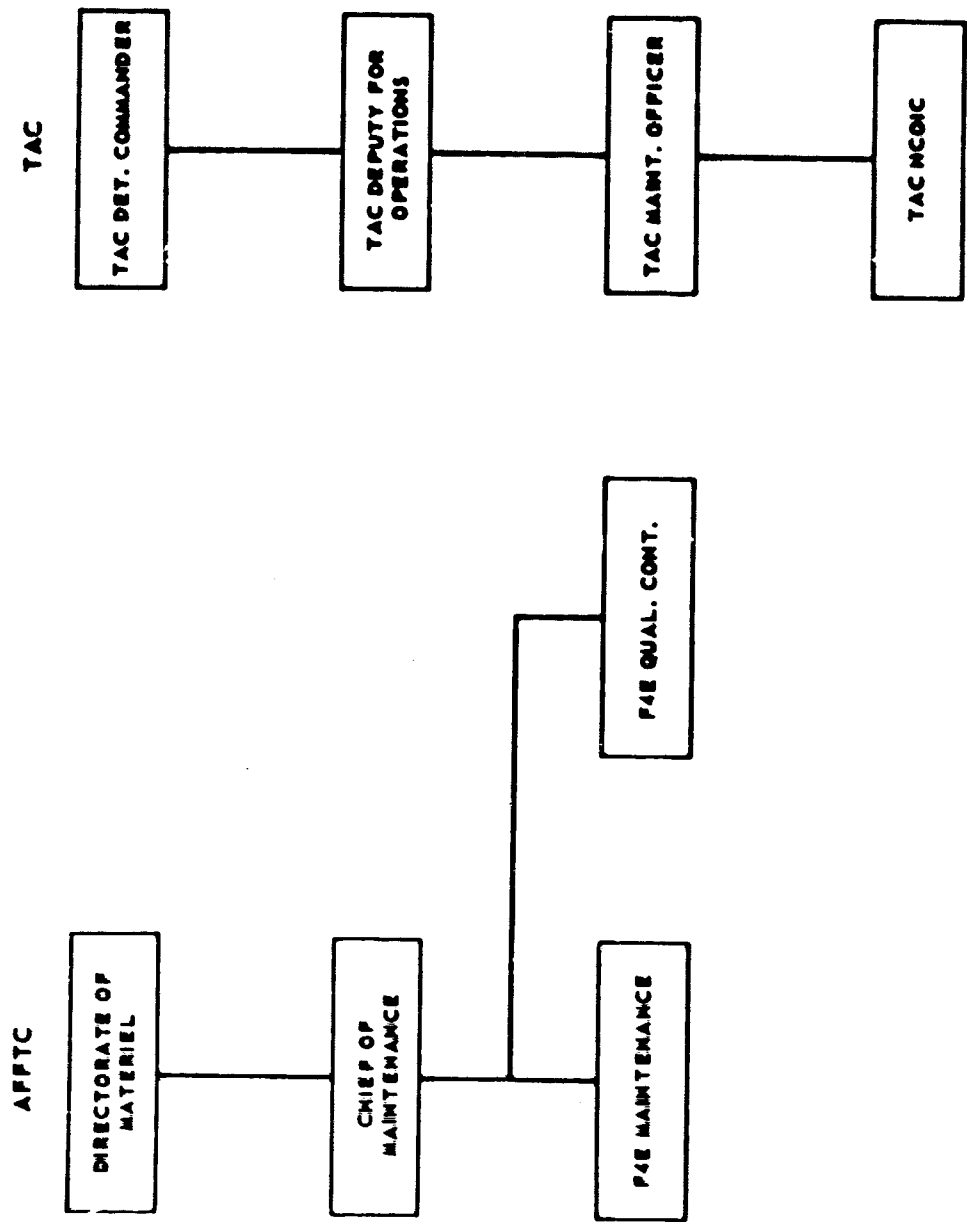 AFFTC
DIRECTORATE OF
MATERIEL
CHIEF OF
MAINTENANCE
F4E MAINTENANCE
F4E QUAL. CONT.
TAC
TAC DET. COMMANDER
TAC DEPUTY FOR
OPERATIONS
TAC MAINT. OFFICER
TAC NCOIC